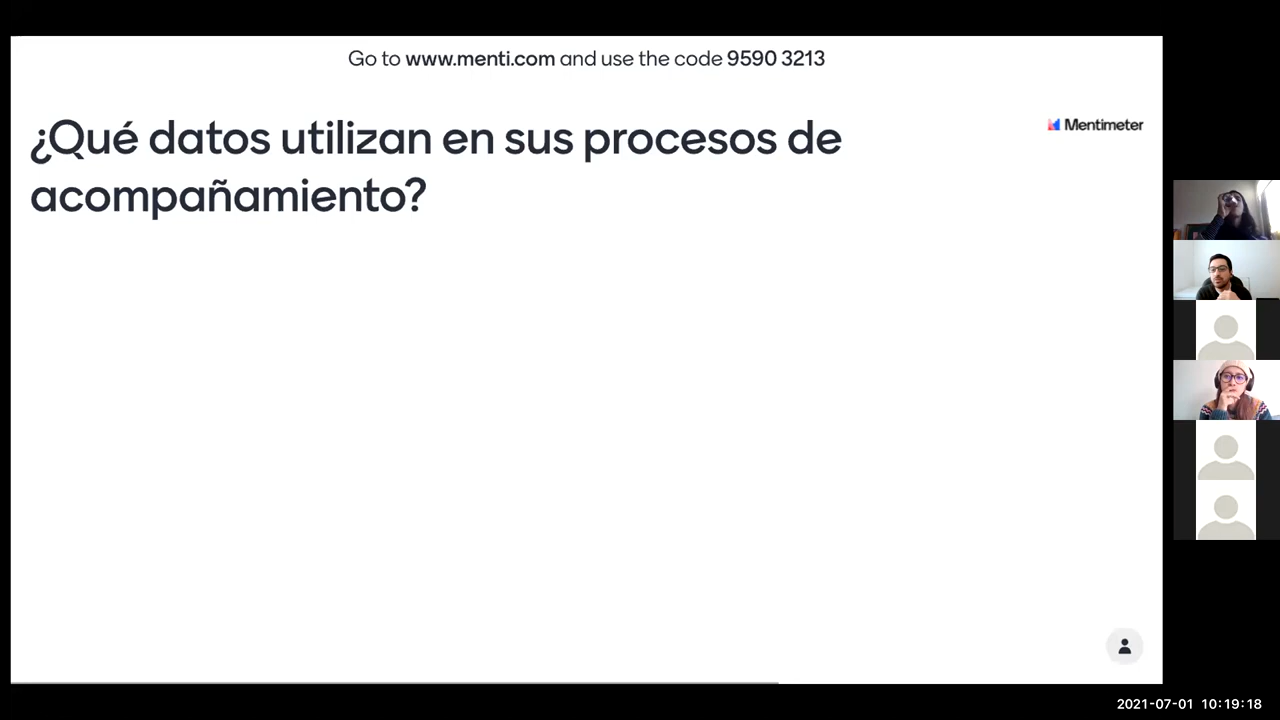 Go to www.menti.com and use the code 9590 3213
¿Qué datos utilizan en sus procesos de
acompañamiento?
Mentimeter
2021-07-01 10:19:18